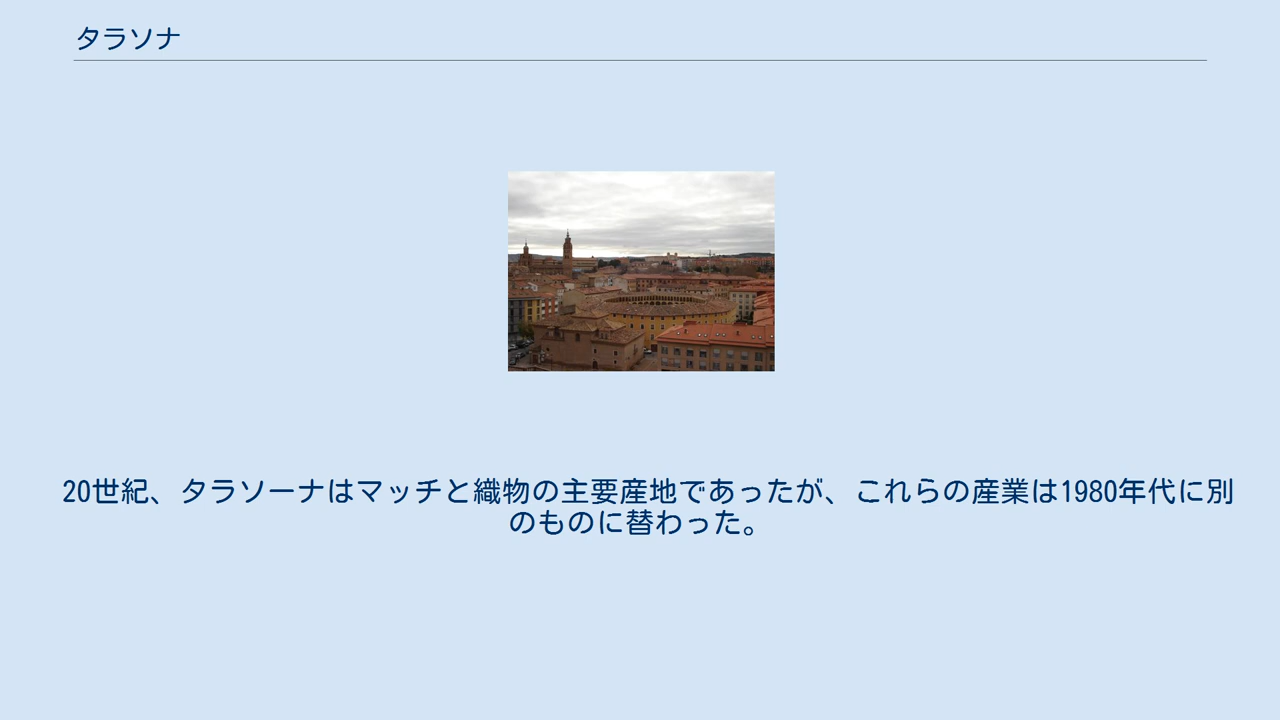 タラソナ
20世紀、タラソーナはマッチと織物の主要産地であったが、これらの産業は1980年代に別
のものに替わった。